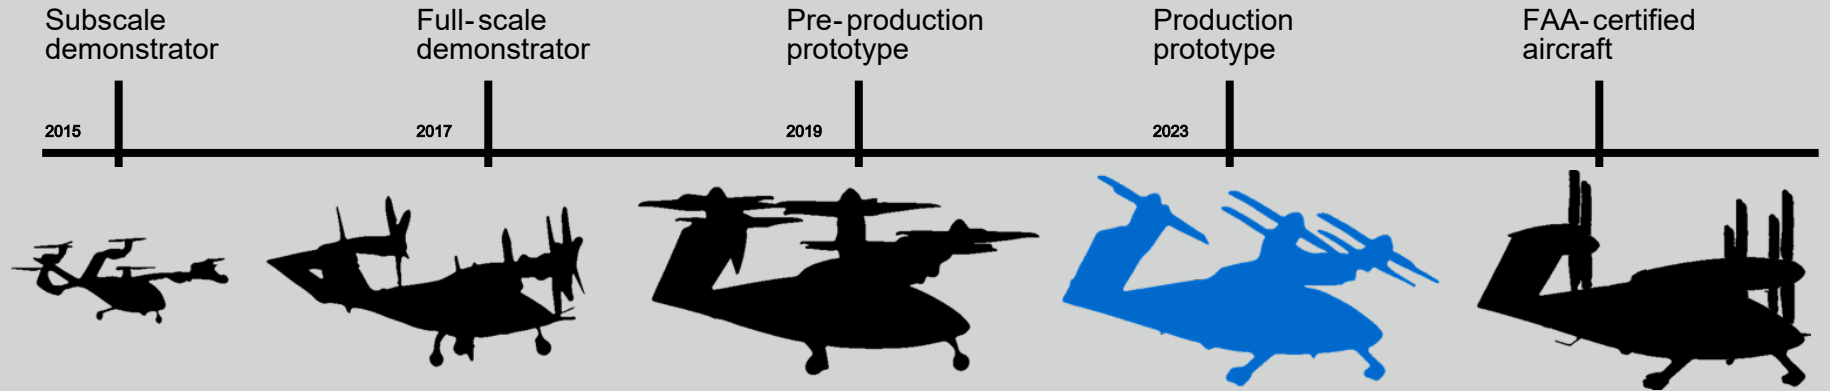 Subscale
demonstrator
2015
Full-scale
demonstrator
2017
Pre-production
prototype
2019
Production
prototype
2023
FAA-certified
aircraft